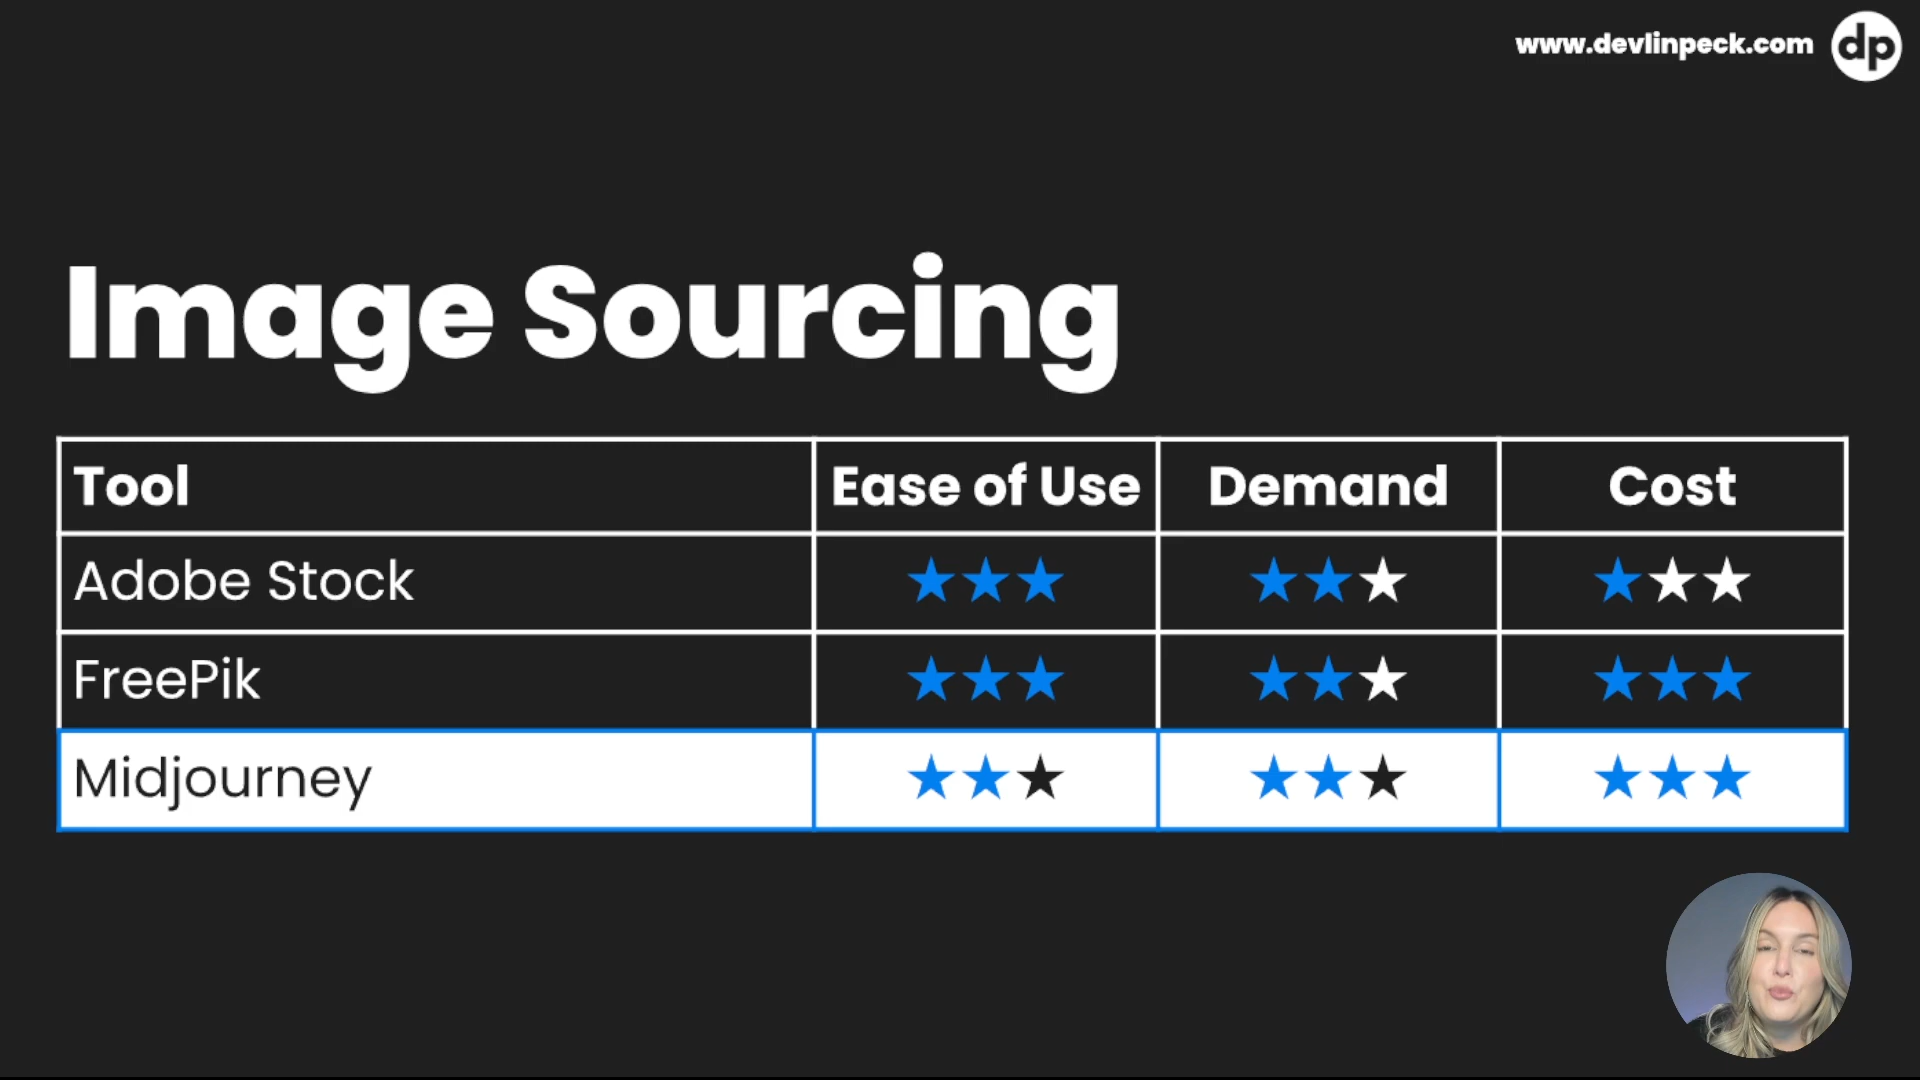 www.devlinpeck.com dp
Image Sourcing
Tool Ease of Use Demand Cost
Adobe Stock ★★★ ★★★ ★★★
FreePik ★★★ ★★★ ★★★
Midjourney ★★★ ★★★ ★★★